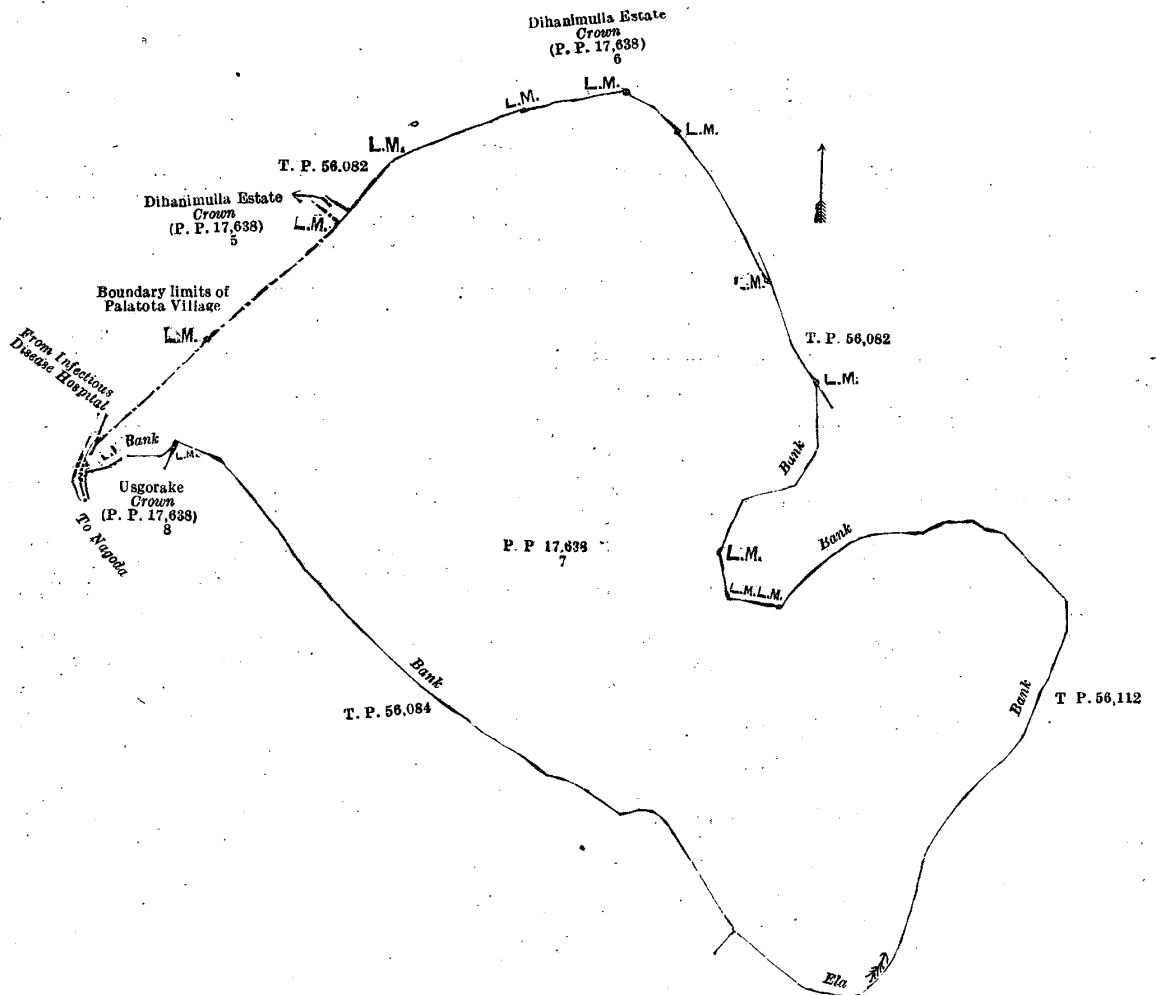 Dihanimulla Estate
Crown
(P. P. 17,638)
6
L.M.
L.M.
L.M.
L.M.
T. P. 56.082
Dihanimulla Estate
Crown
(P. P. 17,638)
5
L.M.
L.M.
Boundary limits of
Palatota Village
L.M.
T. P. 56,082
L.M.
From Infectious
Disease Hospital
Bank
L.M.
Usgorake
Crown
(P. P. 17,638)
8
To Nagoda
Bank
P. P 17,638
7
L.M.
Bank
L.M. L.M.
Bank
T. P. 56,084
Bank
T P. 56,112
Ela